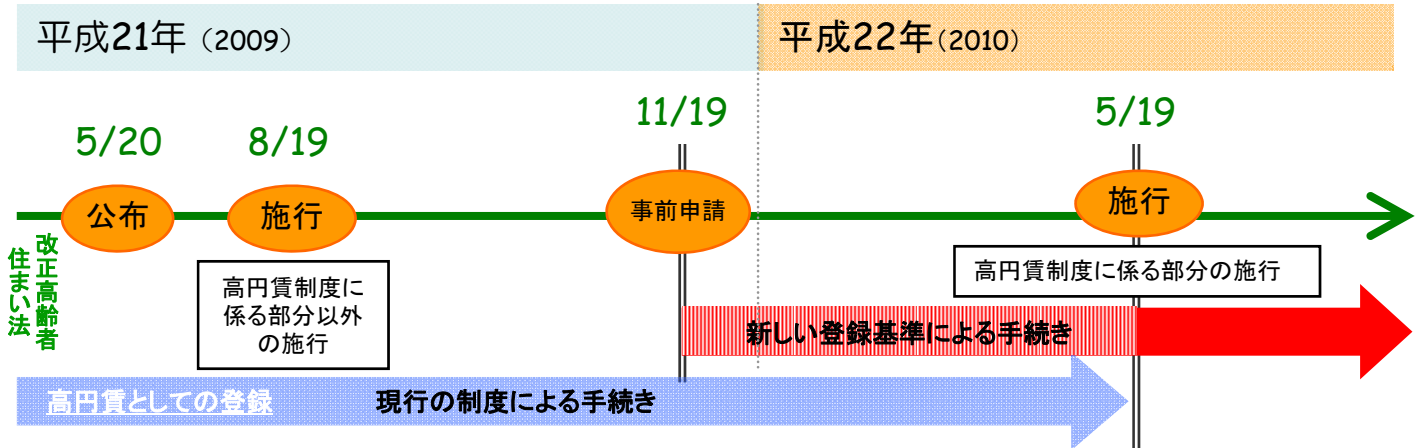 平成21年（2009）
平成22年(2010)
5/20
8/19
11/19
5/19
公布
施行
事前申請
施行
改正高齢者
住まい法
高円賃制度に
係る部分以外
の施行
高円賃制度に係る部分の施行
新しい登録基準による手続き
高円賃としての登録
現行の制度による手続き